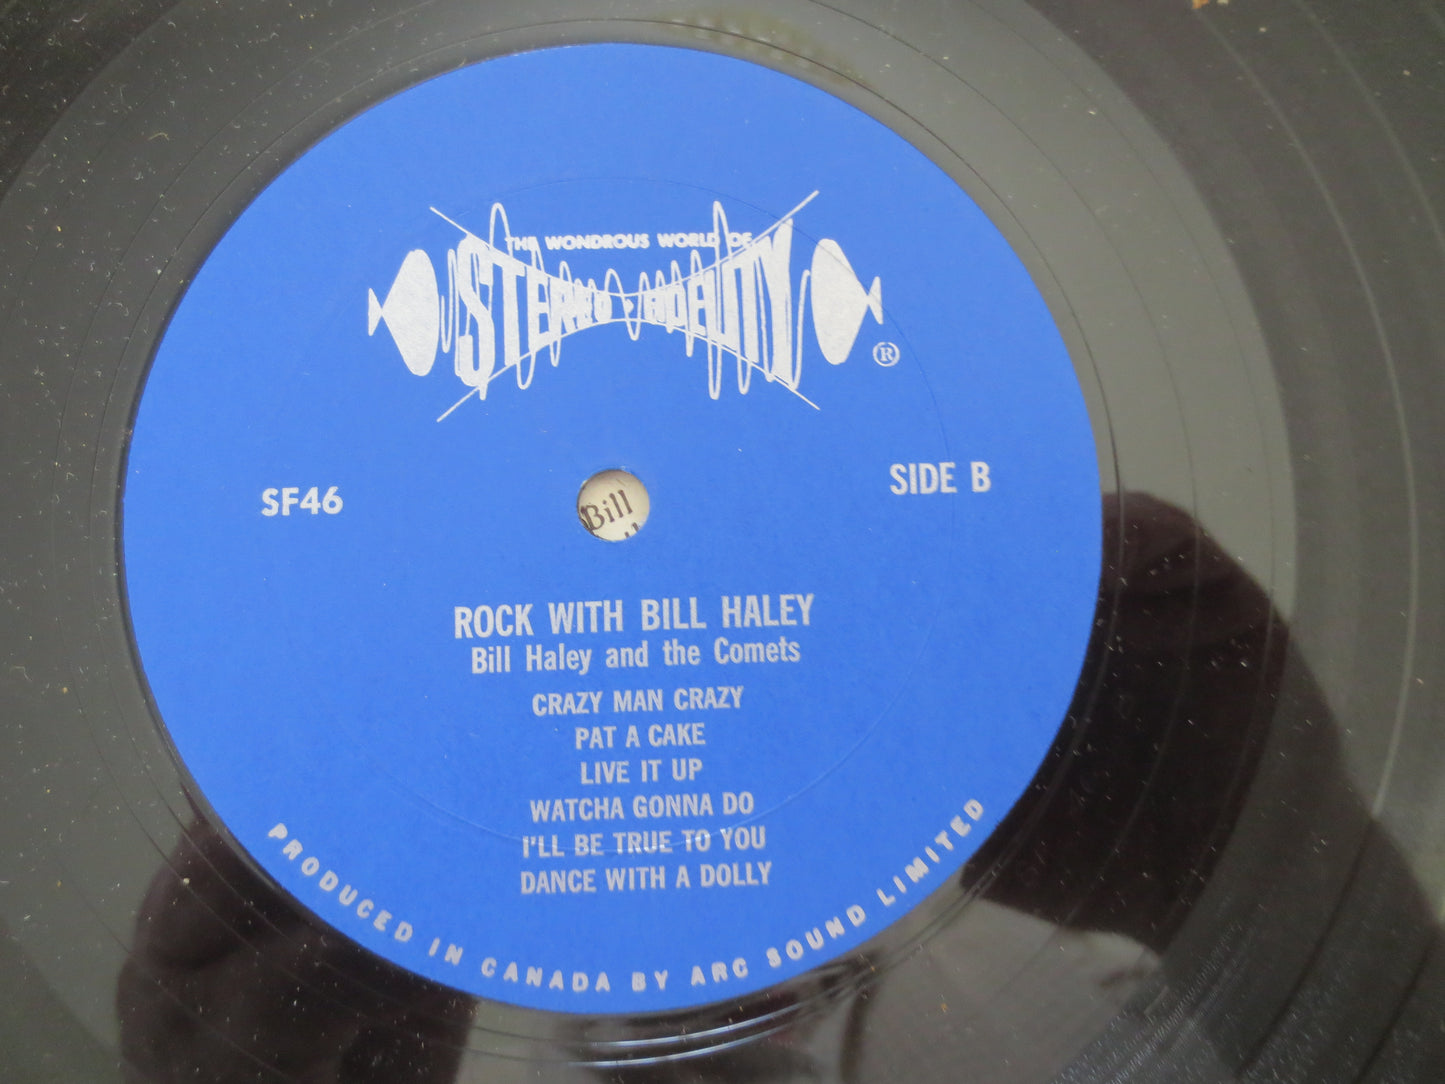 THE WONDROUS WORLD OF
STEREO • FIDELITY
®
SF46
SIDE B
Bill
ROCK WITH BILL HALEY
Bill Haley and the Comets
CRAZY MAN CRAZY
PAT A CAKE
LIVE IT UP
WATCHA GONNA DO
I'LL BE TRUE TO YOU
DANCE WITH A DOLLY
PRODUCED IN CANADA BY ARC SOUND LIMITED